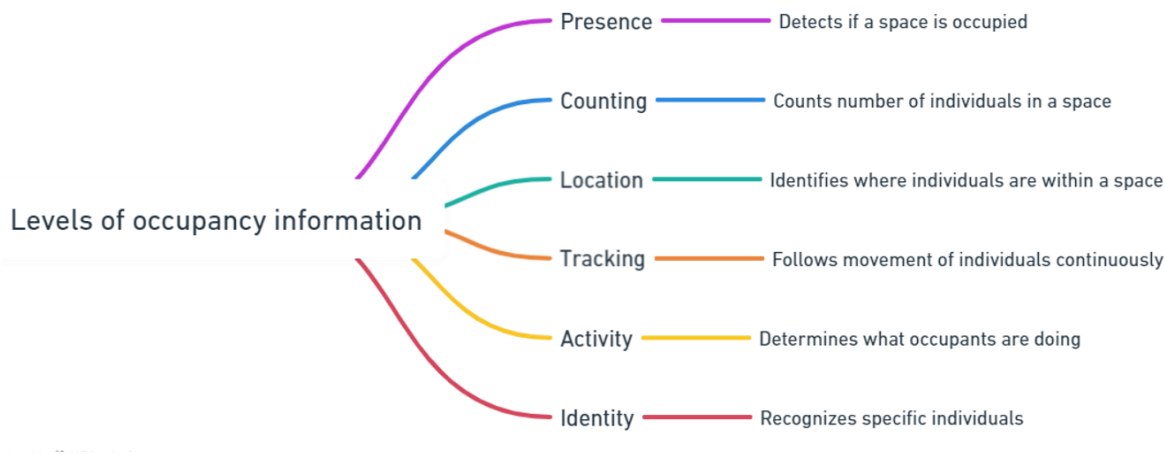 Presence
Detects if a space is occupied
Counting
Counts number of individuals in a space
Location
Identifies where individuals are within a space
Levels of occupancy information
Tracking
Follows movement of individuals continuously
Activity
Determines what occupants are doing
Identity
Recognizes specific individuals